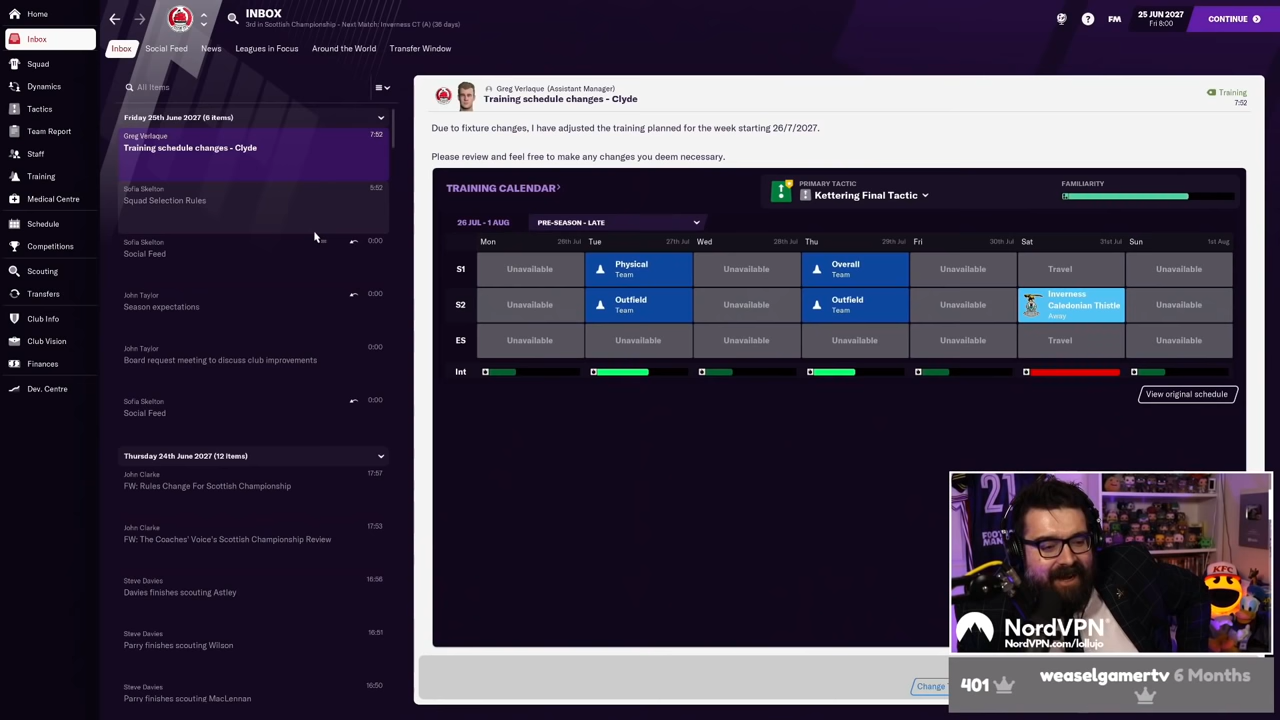 Home
Inbox
Squad
Dynamics
Tactics
Team Report
Staff
Training
Medical Centre
Schedule
Competitions
Scouting
Transfers
Club Info
Club Vision
Finances
Dev. Centre
INBOX
3rd in Scottish Championship - Next Match: Inverness CT (A) (36 days)
FM
25 JUN 2027
Fri 8:00
CONTINUE
Inbox Social Feed News Leagues in Focus Around the World Transfer Window
All Items
Friday 25th June 2027 (6 items)
Greg Verlaque 7:52
Training schedule changes - Clyde
Sofia Skelton 5:52
Squad Selection Rules
Sofia Skelton 0:00
Social Feed
John Taylor 0:00
Season expectations
John Taylor 0:00
Board request meeting to discuss club improvements
Sofia Skelton 0:00
Social Feed
Thursday 24th June 2027 (12 items)
John Clarke 17:57
FW: Rules Change For Scottish Championship
John Clarke 17:53
FW: The Coaches' Voice's Scottish Championship Review
Steve Davies 16:56
Davies finishes scouting Astley
Steve Davies 16:51
Parry finishes scouting Wilson
Steve Davies 16:50
Parry finishes scouting MacLennan
Greg Verlaque (Assistant Manager)
Training schedule changes - Clyde
Training
7:52
Due to fixture changes, I have adjusted the training planned for the week starting 26/7/2027.
Please review and feel free to make any changes you deem necessary.
TRAINING CALENDAR
PRIMARY TACTIC
Kettering Final Tactic
FAMILIARITY
26 JUL - 1 AUG PRE-SEASON - LATE
Mon 26th Jul Tue 27th Jul Wed 28th Jul Thu 29th Jul Fri 30th Jul Sat 31st Jul Sun 1st Aug
S1 Unavailable Physical Team Unavailable Overall Team Unavailable Travel Unavailable
S2 Unavailable Outfield Team Unavailable Outfield Team Unavailable Inverness Caledonian Thistle Away Unavailable
ES Unavailable Unavailable Unavailable Unavailable Unavailable Travel Unavailable
Int
View original schedule
Change
21
FOOTBALL
KFC
NordVPN®
NordVPN.com/lollujo
401
weaselgamertv 6 Months